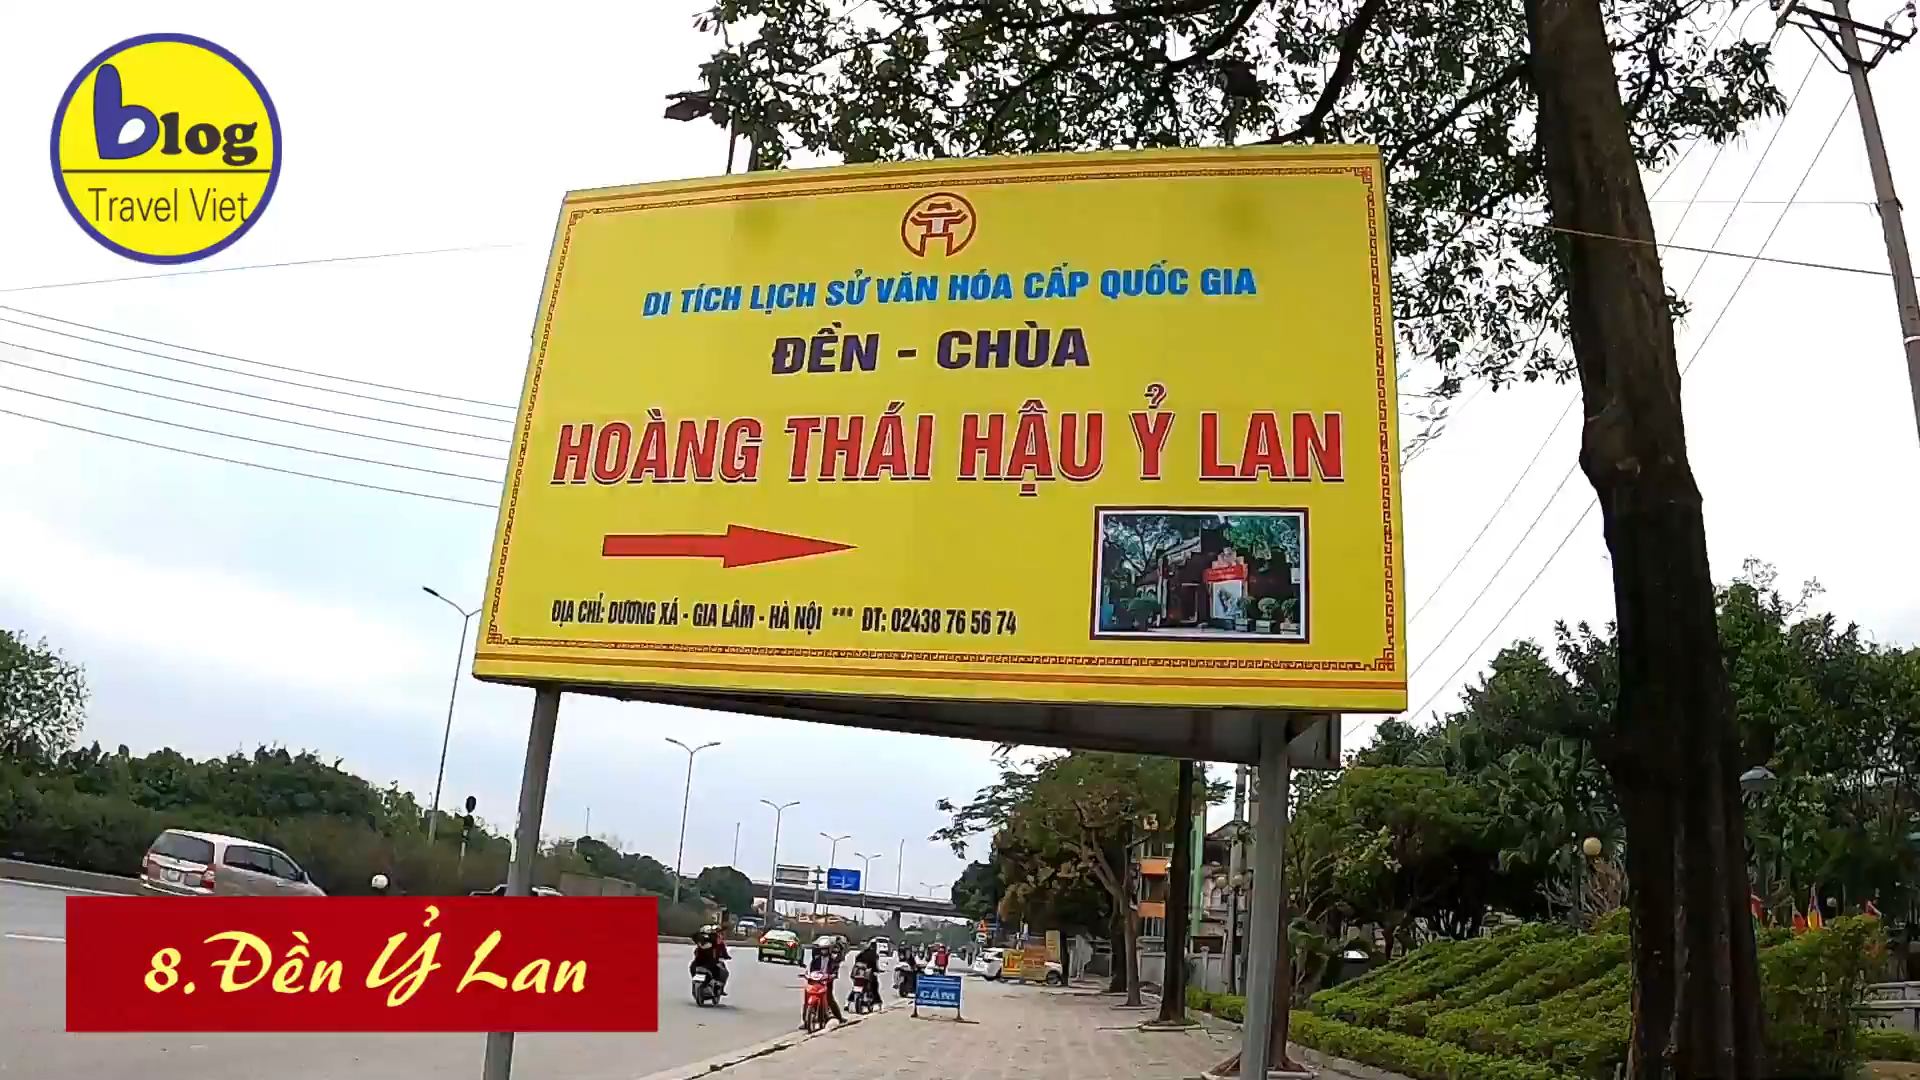 blog
Travel Viet
DI TÍCH LỊCH SỬ VĂN HÓA CẤP QUỐC GIA
ĐỀN - CHÙA
HOÀNG THÁI HẬU Ỷ LAN
ĐỊA CHỈ: DƯƠNG XÁ - GIA LÂM - HÀ NỘI *** ĐT: 02438 76 56 74
8. Đền Ỷ Lan
CẤM